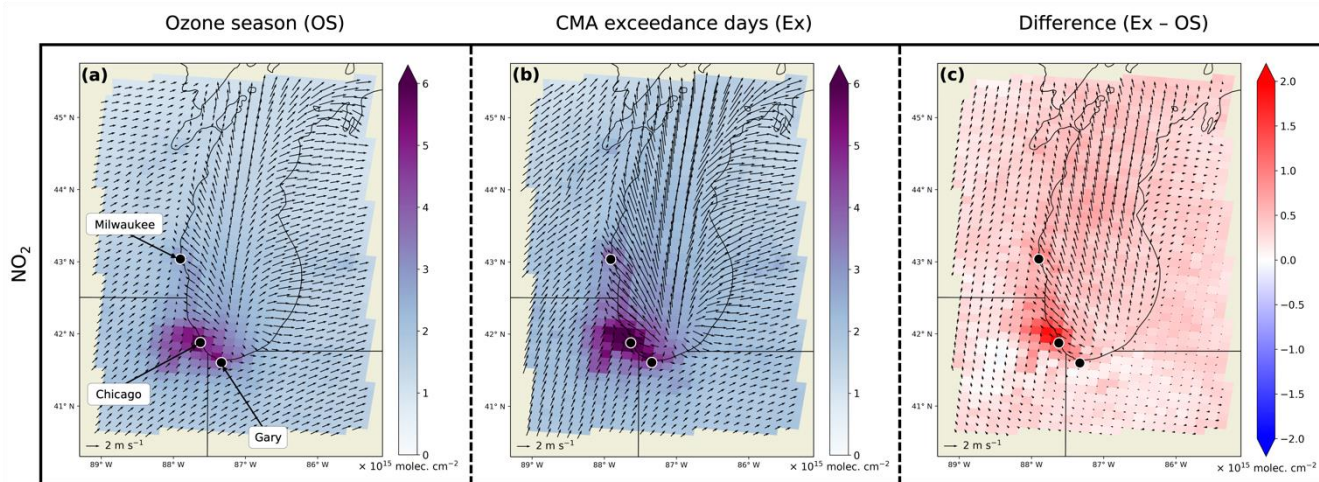 Ozone season (OS)
CMA exceedance days (Ex)
Difference (Ex – OS)
NO₂
(a)
45° N
44° N
43° N
42° N
41° N
89° W
88° W
87° W
86° W
Milwaukee
Chicago
Gary
2 m s⁻¹
6
5
4
3
2
1
0
× 10¹⁵ molec. cm⁻²
(b)
45° N
44° N
43° N
42° N
41° N
89° W
88° W
87° W
86° W
2 m s⁻¹
6
5
4
3
2
1
0
× 10¹⁵ molec. cm⁻²
(c)
45° N
44° N
43° N
42° N
41° N
89° W
88° W
87° W
86° W
2 m s⁻¹
2.0
1.5
1.0
0.5
0.0
−0.5
−1.0
−1.5
−2.0
× 10¹⁵ molec. cm⁻²